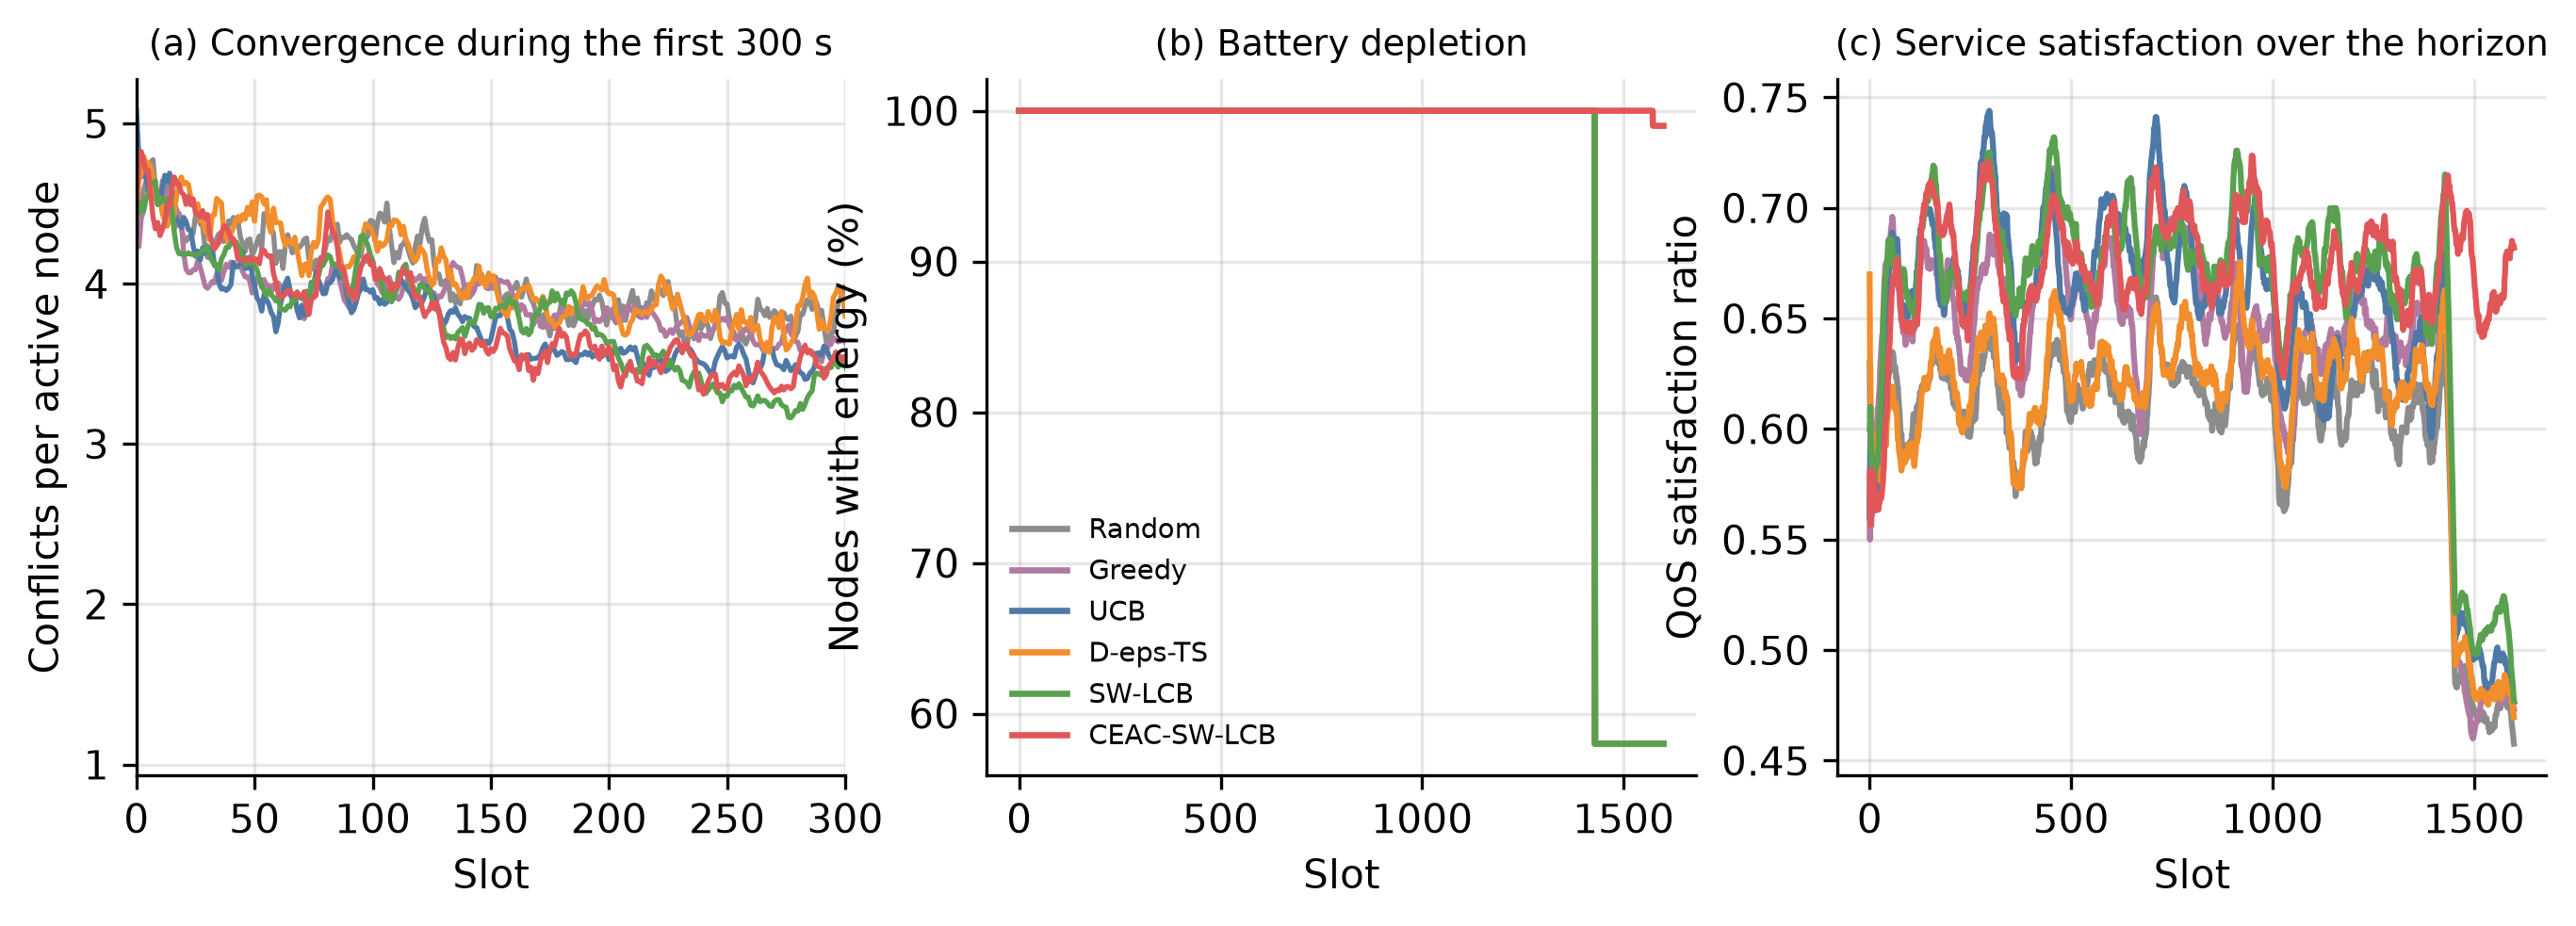 (a) Convergence during the first 300 s
Conflicts per active node
5
4
3
2
1
0 50 100 150 200 250 300
Slot
(b) Battery depletion
Nodes with energy (%)
100
90
80
70
60
Random
Greedy
UCB
D-eps-TS
SW-LCB
CEAC-SW-LCB
0 500 1000 1500
Slot
(c) Service satisfaction over the horizon
QoS satisfaction ratio
0.75
0.70
0.65
0.60
0.55
0.50
0.45
0 500 1000 1500
Slot